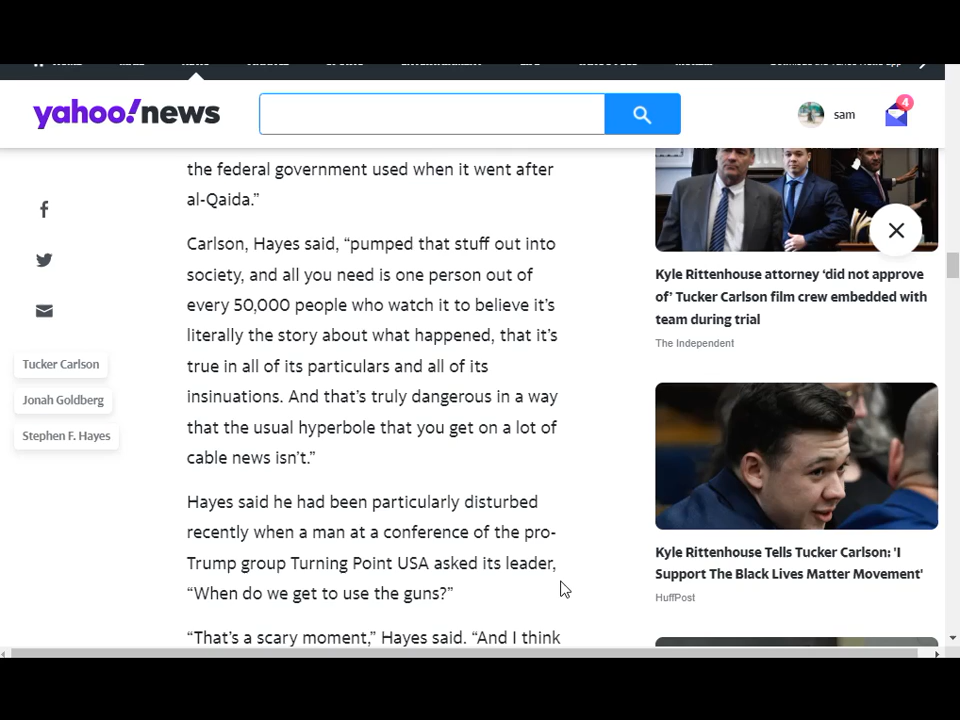 yahoo!news
sam
4
the federal government used when it went after
al-Qaida.”
Carlson, Hayes said, “pumped that stuff out into
society, and all you need is one person out of
every 50,000 people who watch it to believe it’s
literally the story about what happened, that it’s
true in all of its particulars and all of its
insinuations. And that’s truly dangerous in a way
that the usual hyperbole that you get on a lot of
cable news isn’t.”
Hayes said he had been particularly disturbed
recently when a man at a conference of the pro-
Trump group Turning Point USA asked its leader,
“When do we get to use the guns?”
“That’s a scary moment,” Hayes said. “And I think
Tucker Carlson
Jonah Goldberg
Stephen F. Hayes
Kyle Rittenhouse attorney ‘did not approve
of’ Tucker Carlson film crew embedded with
team during trial
The Independent
Kyle Rittenhouse Tells Tucker Carlson: 'I
Support The Black Lives Matter Movement'
HuffPost